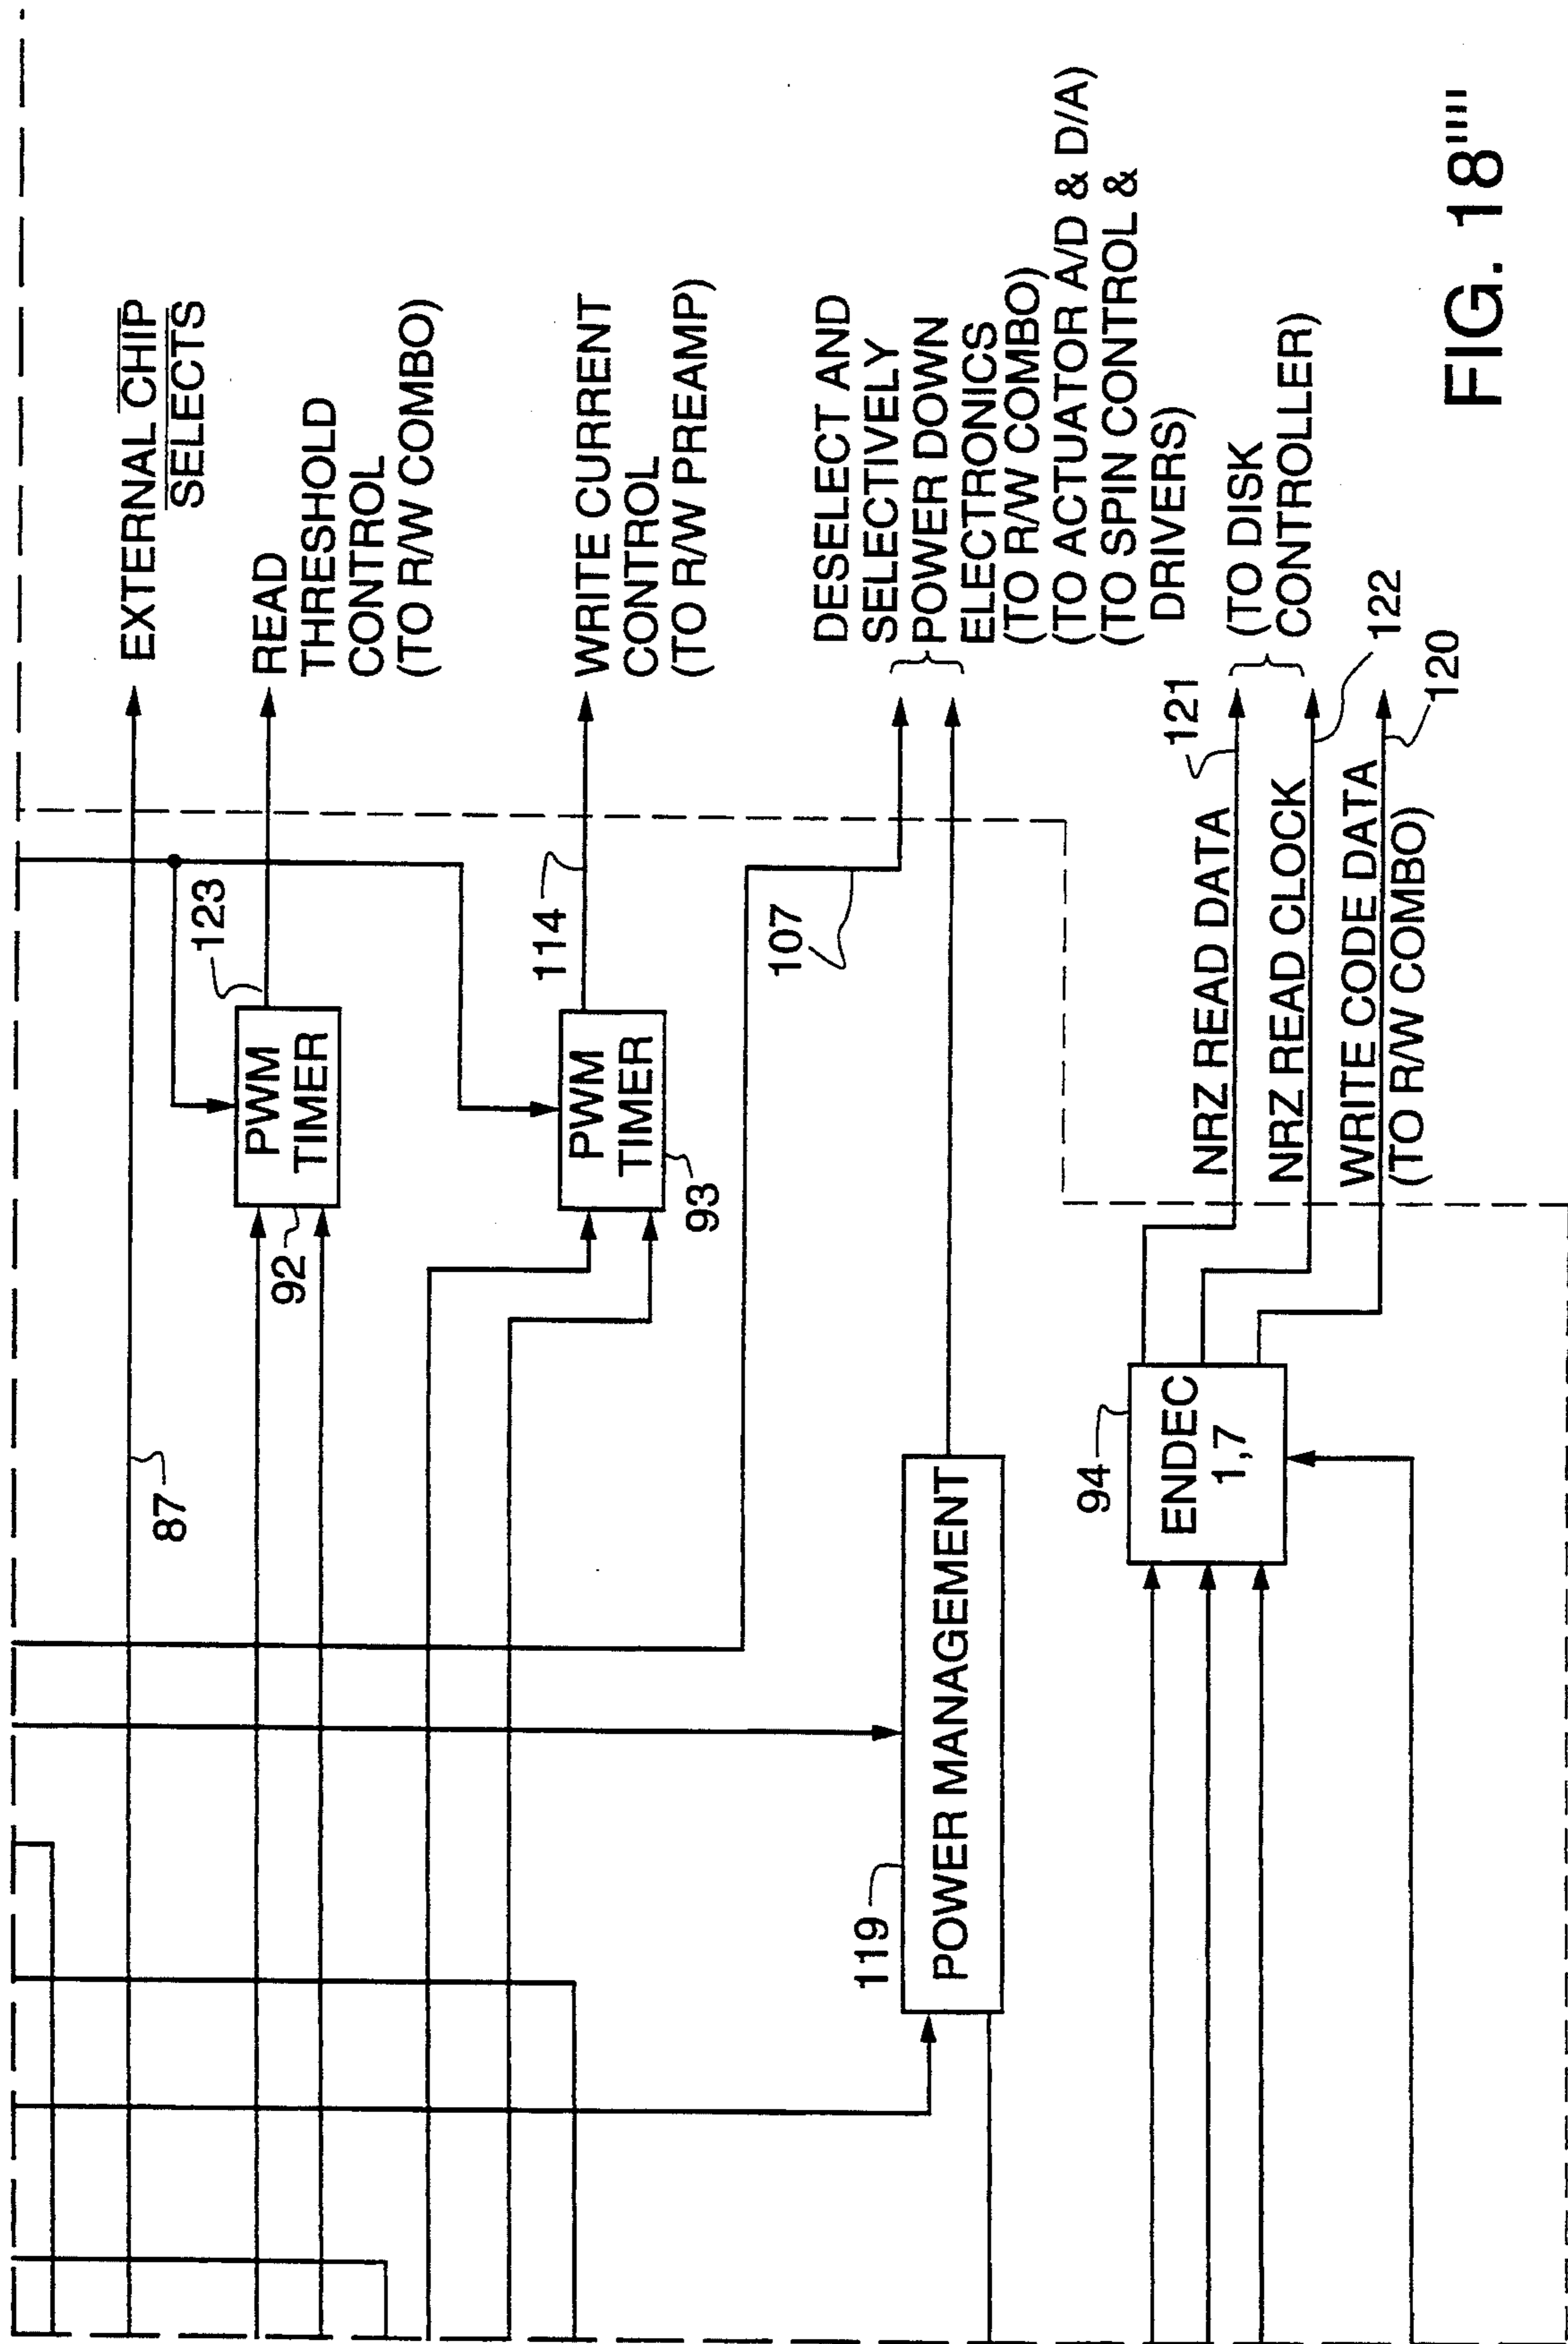 EXTERNAL CHIP
SELECTS
87
READ
THRESHOLD
CONTROL
(TO R/W COMBO)
123
PWM
TIMER
92
WRITE CURRENT
CONTROL
(TO R/W PREAMP)
114
PWM
TIMER
93
107
DESELECT AND
SELECTIVELY
POWER DOWN
ELECTRONICS
(TO R/W COMBO)
(TO ACTUATOR A/D & D/A)
(TO SPIN CONTROL &
DRIVERS)
119
POWER MANAGEMENT
94
ENDEC
1,7
NRZ READ DATA
121
(TO DISK
CONTROLLER)
NRZ READ CLOCK
122
WRITE CODE DATA
(TO R/W COMBO)
120
FIG. 18"""